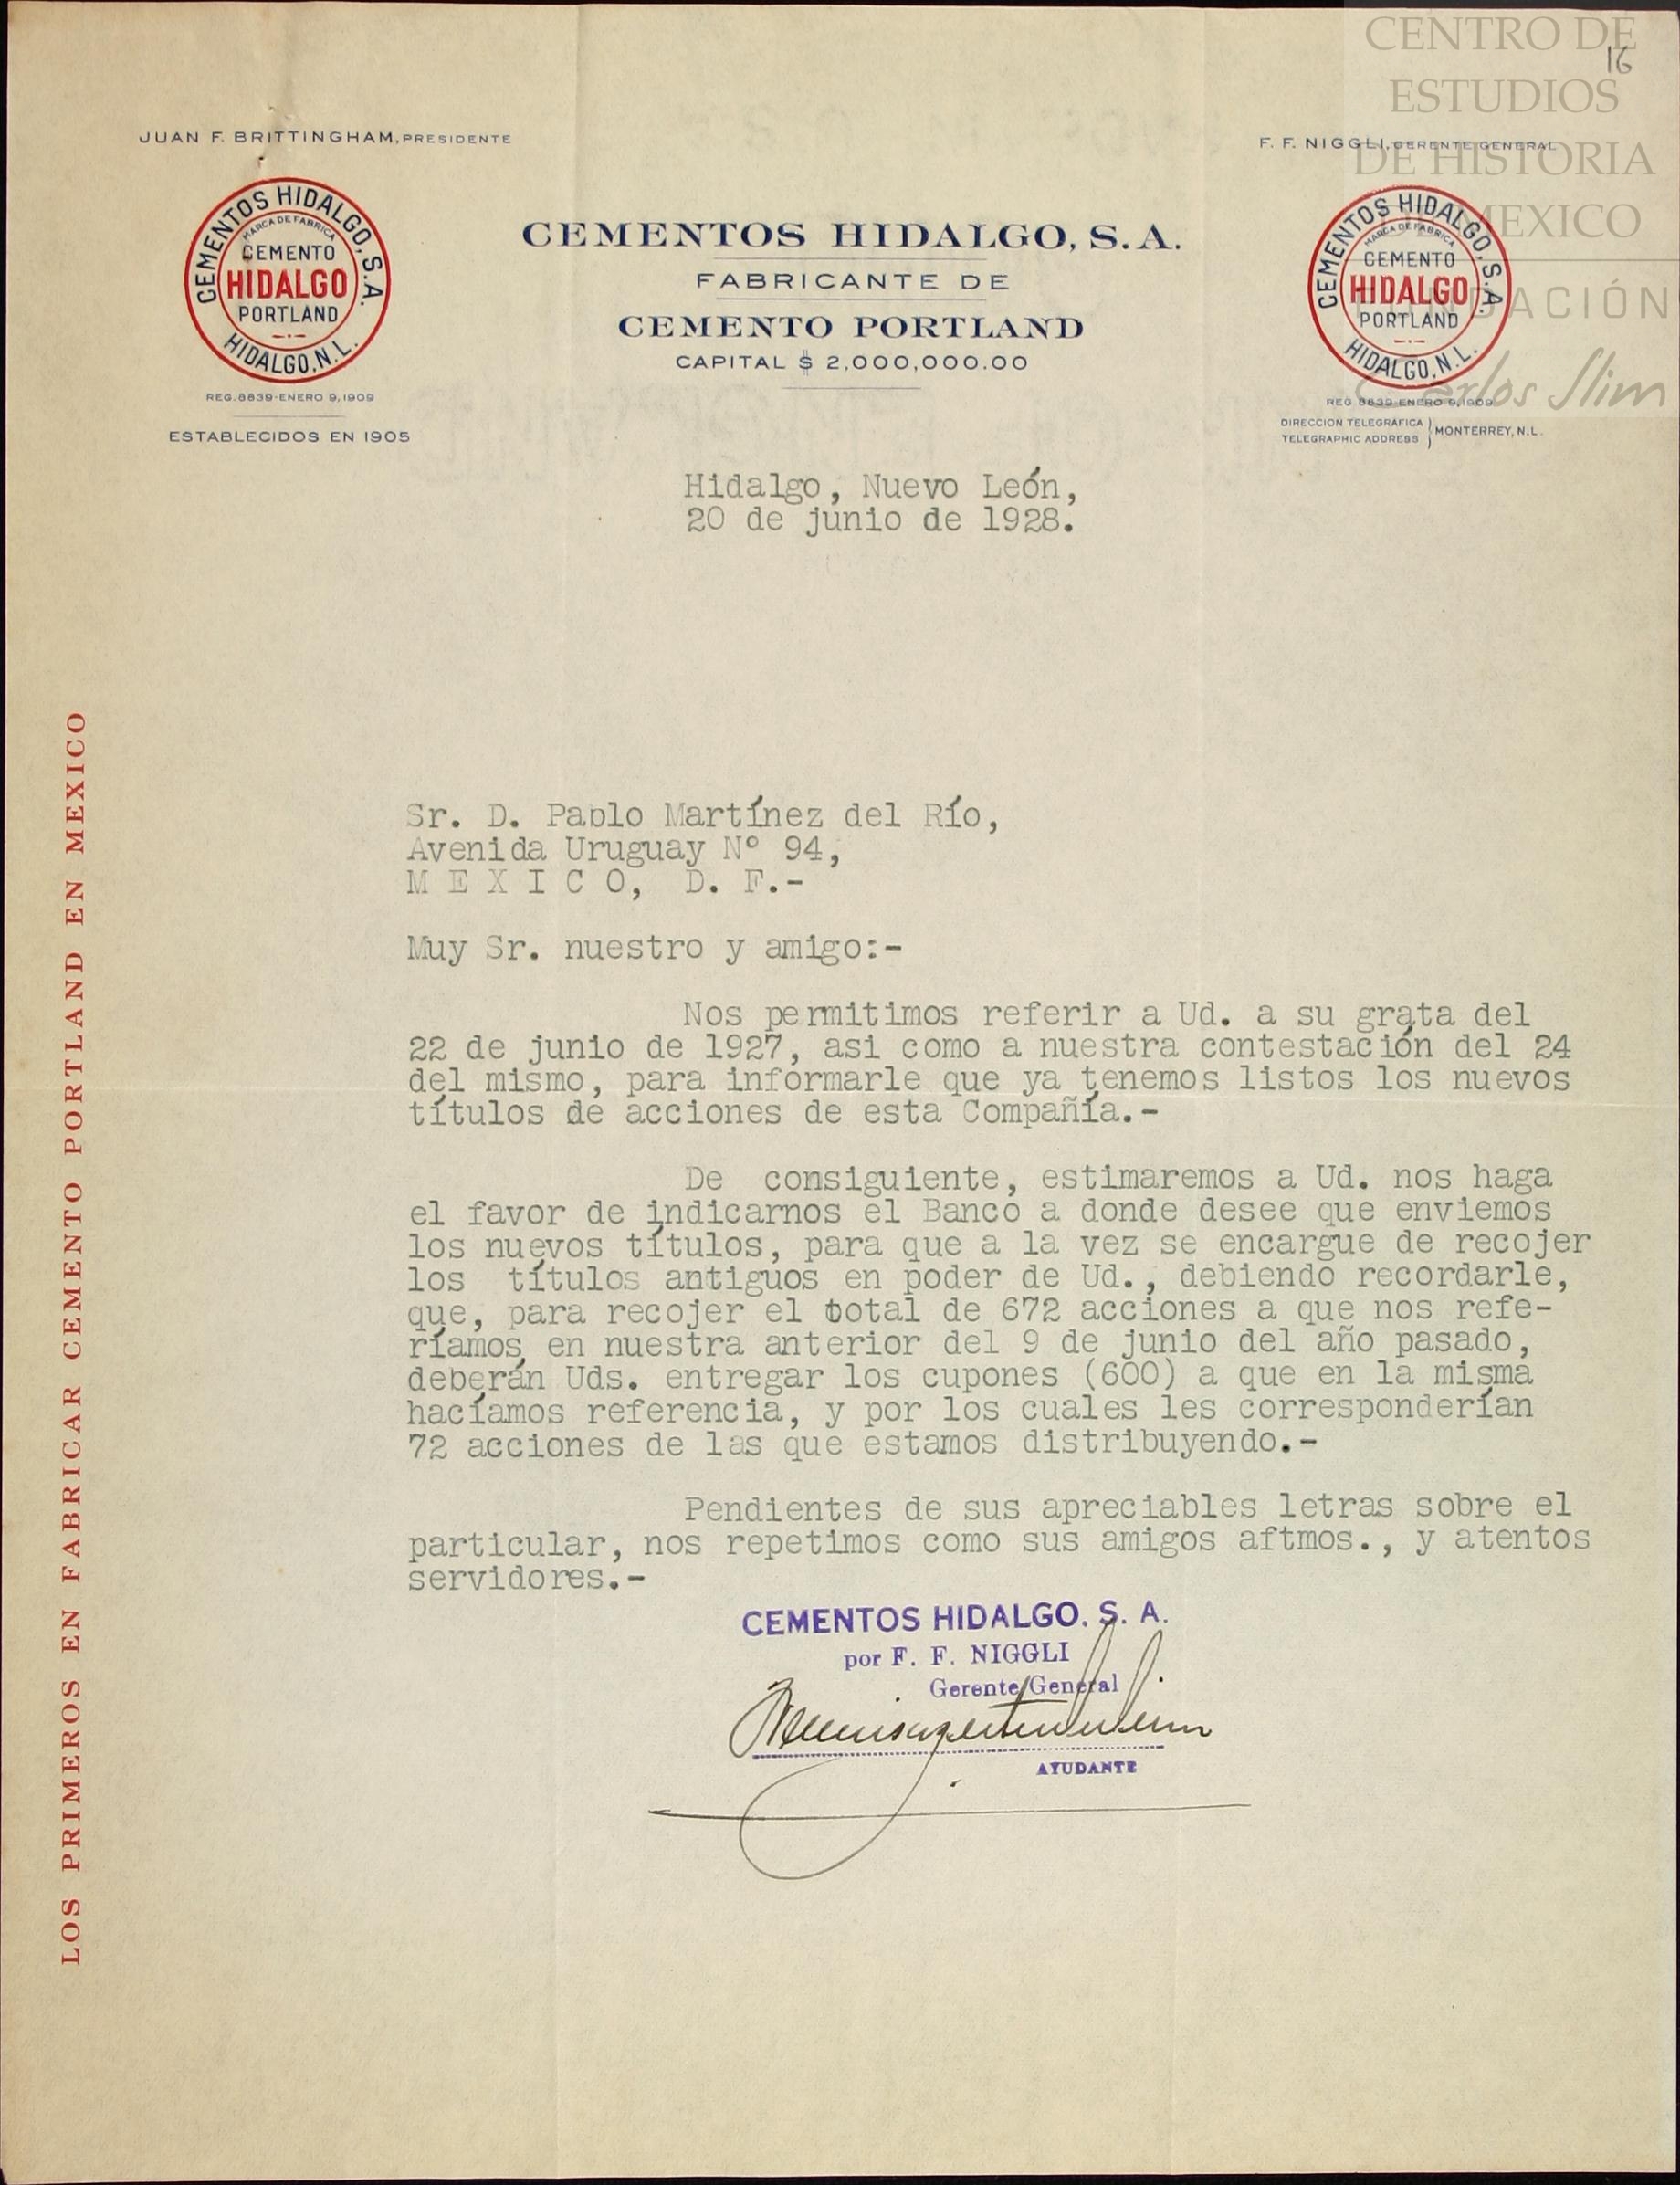 CENTRO DE
16
ESTUDIOS
DE HISTORIA
DE MEXICO
FUNDACIÓN
Carlos Slim
JUAN F. BRITTINGHAM, PRESIDENTE
F. F. NIGGLI, GERENTE GENERAL
CEMENTOS HIDALGO, S.A.
MARCA DE FABRICA
CEMENTO
HIDALGO
PORTLAND
HIDALGO, N.L.
REG. 8839-ENERO 9, 1909
ESTABLECIDOS EN 1905
CEMENTOS HIDALGO, S.A.
FABRICANTE DE
CEMENTO PORTLAND
CAPITAL $ 2,000,000.00
CEMENTOS HIDALGO, S.A.
MARCA DE FABRICA
CEMENTO
HIDALGO
PORTLAND
HIDALGO, N.L.
REG. 8839-ENERO 9, 1909
DIRECCION TELEGRAFICA
TELEGRAPHIC ADDRESS } MONTERREY, N.L.
Hidalgo, Nuevo León,
20 de junio de 1928.
LOS PRIMEROS EN FABRICAR CEMENTO PORTLAND EN MEXICO
Sr. D. Pablo Martínez del Río,
Avenida Uruguay Nº 94,
M E X I C O, D. F.-
Muy Sr. nuestro y amigo:-
Nos permitimos referir a Ud. a su grata del
22 de junio de 1927, asi como a nuestra contestación del 24
del mismo, para informarle que ya tenemos listos los nuevos
títulos de acciones de esta Compañía.-
De consiguiente, estimaremos a Ud. nos haga
el favor de indicarnos el Banco a donde desee que enviemos
los nuevos títulos, para que a la vez se encargue de recojer
los títulos antiguos en poder de Ud., debiendo recordarle,
que, para recojer el total de 672 acciones a que nos refe-
ríamos en nuestra anterior del 9 de junio del año pasado,
deberán Uds. entregar los cupones (600) a que en la misma
hacíamos referencia, y por los cuales les corresponderían
72 acciones de las que estamos distribuyendo.-
Pendientes de sus apreciables letras sobre el
particular, nos repetimos como sus amigos aftmos., y atentos
servidores.-
CEMENTOS HIDALGO, S. A.
por F. F. NIGGLI
Gerente General
AYUDANTE